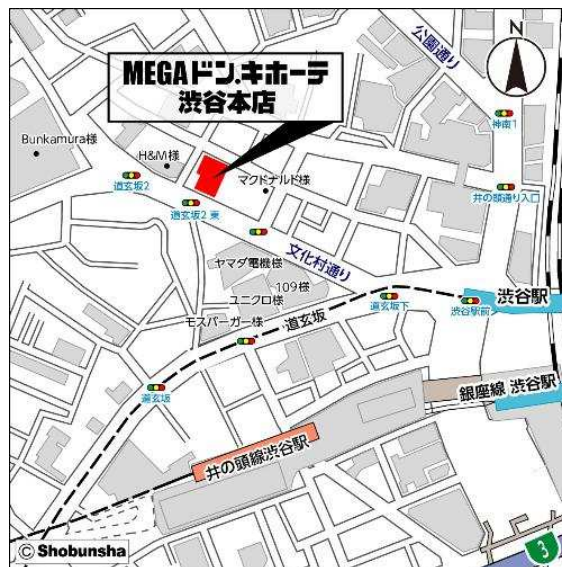 公園通り
N
MEGAドン.キホーテ
渋谷本店
神南1
Bunkamura様
H&M様
マクドナルド様
道玄坂2
井の頭通り入口
道玄坂2 東
文化村通り
ヤマダ電機様
109様
ユニクロ様
道玄坂下
渋谷駅前
渋谷駅
モスバーガー様
道玄坂
道玄坂
銀座線 渋谷駅
井の頭線渋谷駅
© Shobunsha
3